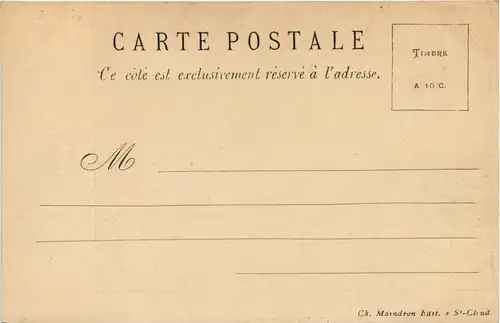 CARTE POSTALE
Ce côté est exclusivement réservé à l'adresse.
TIMBRE
A 10 C.
M
Ch. Maindron Edit. a St-Cloud